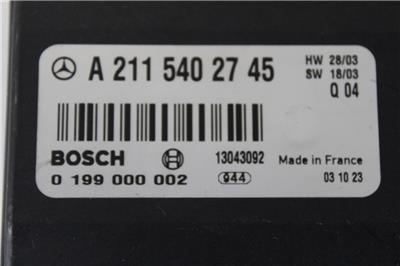 A 211 540 27 45
HW 28/03
SW 18/03
Q 04
BOSCH
13043092
Made in France
0 199 000 002
944
03 10 23